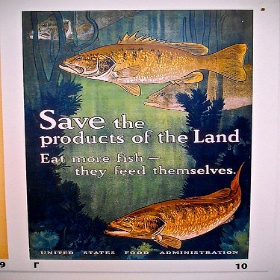 Save the
products of the Land
Eat more fish —
they feed themselves.
UNITED STATES FOOD ADMINISTRATION
9
r
10